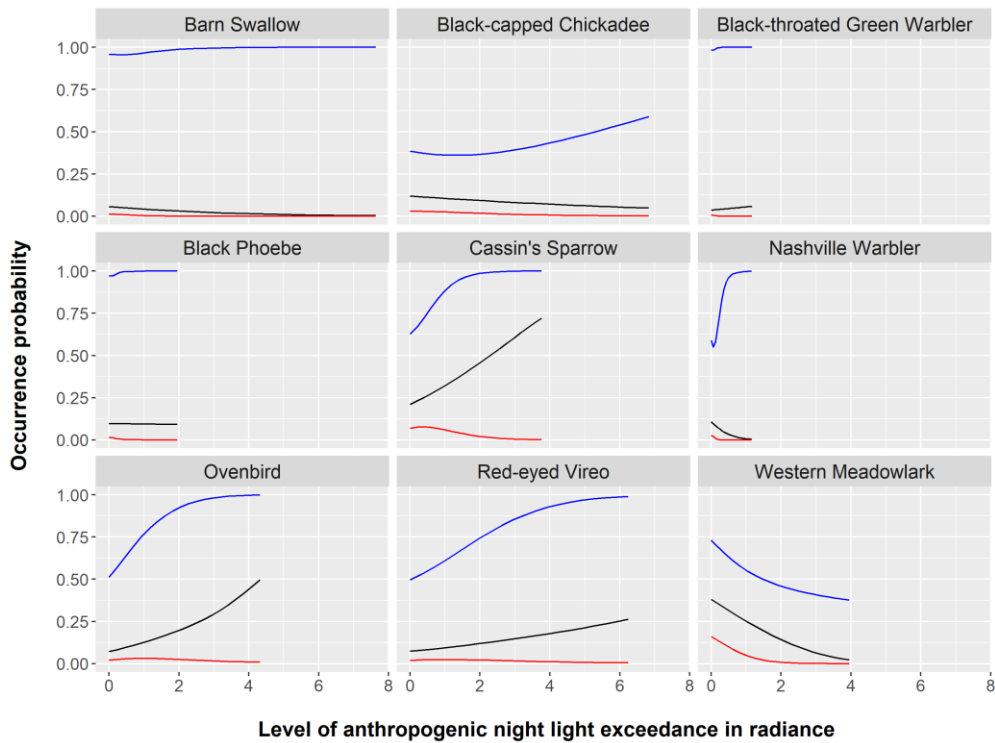 Barn Swallow
Black-capped Chickadee
Black-throated Green Warbler
1.00
0.75
0.50
0.25
0.00
Black Phoebe
Cassin's Sparrow
Nashville Warbler
1.00
0.75
0.50
0.25
0.00
Ovenbird
Red-eyed Vireo
Western Meadowlark
1.00
0.75
0.50
0.25
0.00
0 2 4 6 8 0 2 4 6 8 0 2 4 6 8
Occurrence probability
Level of anthropogenic night light exceedance in radiance